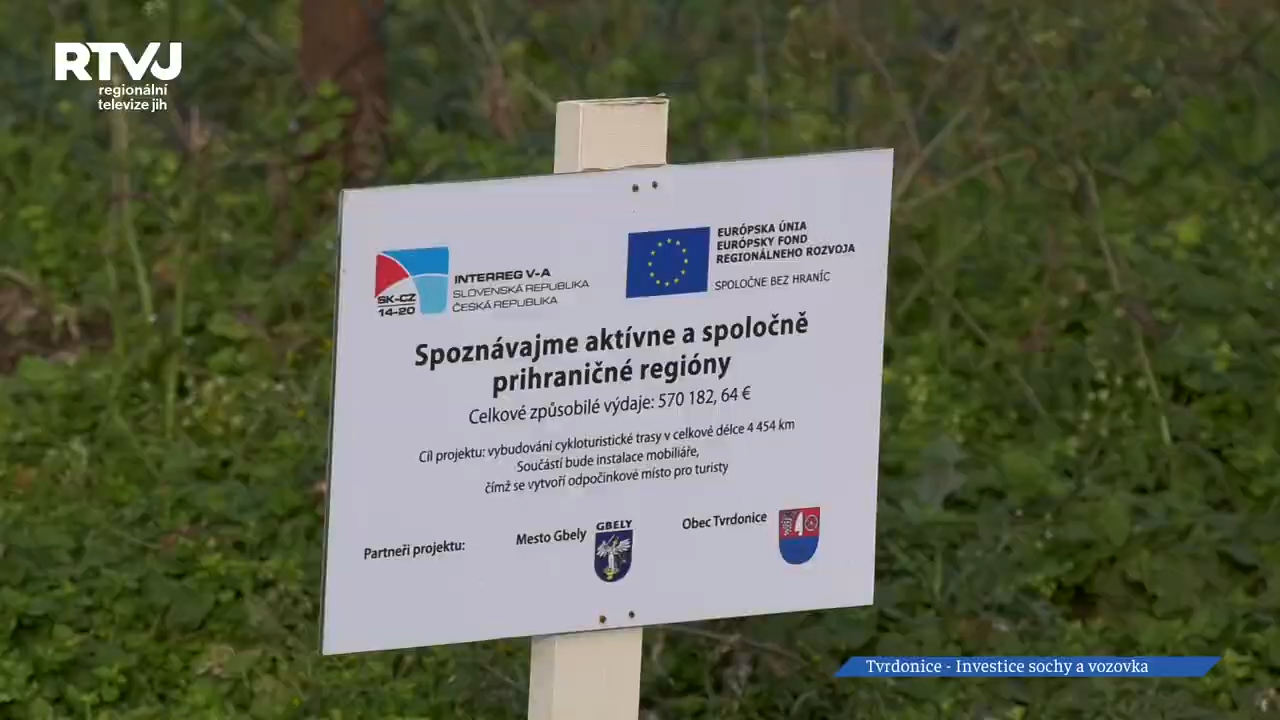 RTVJ
regionální
televize jih
SK-CZ
14-20
INTERREG V-A
SLOVENSKÁ REPUBLIKA
ČESKÁ REPUBLIKA
EURÓPSKA ÚNIA
EURÓPSKY FOND
REGIONÁLNEHO ROZVOJA
SPOLOČNE BEZ HRANÍC
Spoznávajme aktívne a spoločně
prihraničné regióny
Celkové způsobilé výdaje: 570 182, 64 €
Cíl projektu: vybudování cykloturistické trasy v celkové délce 4 454 km
Součástí bude instalace mobiliáře,
čímž se vytvoří odpočinkové místo pro turisty
Partneři projektu:
Mesto Gbely
GBELY
Obec Tvrdonice
Tvrdonice - Investice sochy a vozovka